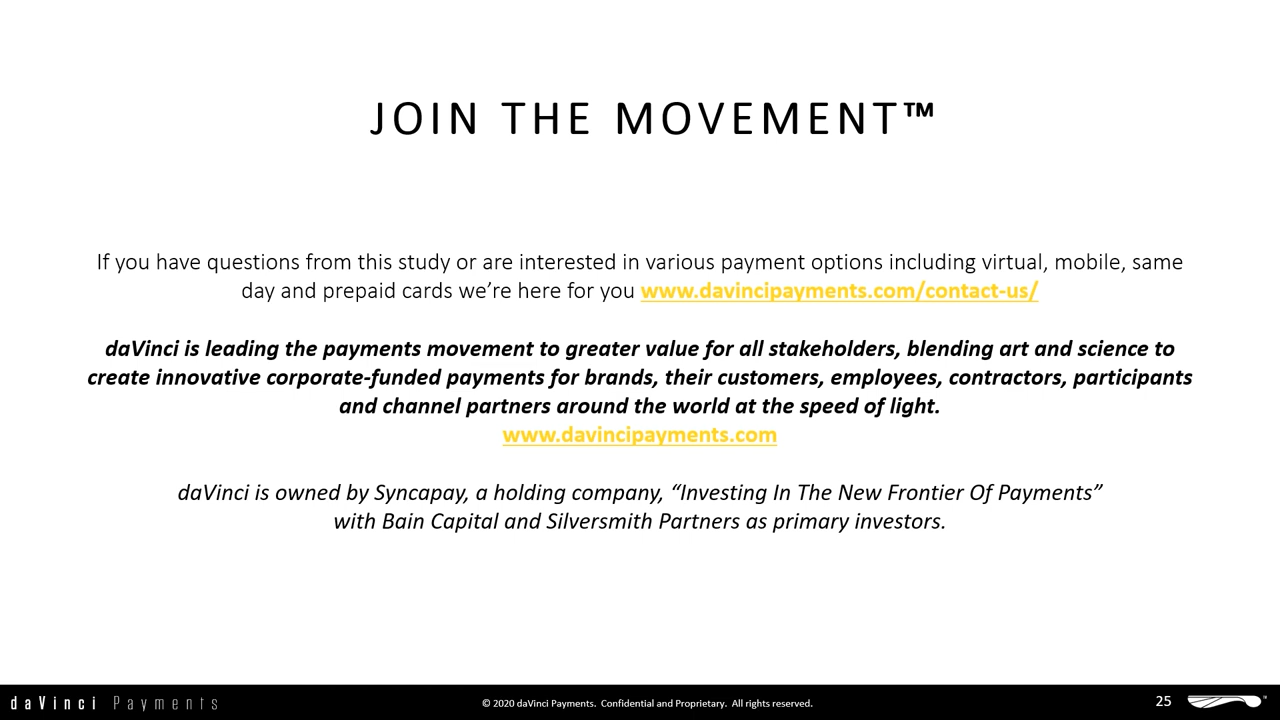 JOIN THE MOVEMENT™
If you have questions from this study or are interested in various payment options including virtual, mobile, same
day and prepaid cards we’re here for you www.davincipayments.com/contact-us/
daVinci is leading the payments movement to greater value for all stakeholders, blending art and science to
create innovative corporate-funded payments for brands, their customers, employees, contractors, participants
and channel partners around the world at the speed of light.
www.davincipayments.com
daVinci is owned by Syncapay, a holding company, “Investing In The New Frontier Of Payments”
with Bain Capital and Silversmith Partners as primary investors.
daVinci Payments
© 2020 daVinci Payments. Confidential and Proprietary. All rights reserved.
25
™